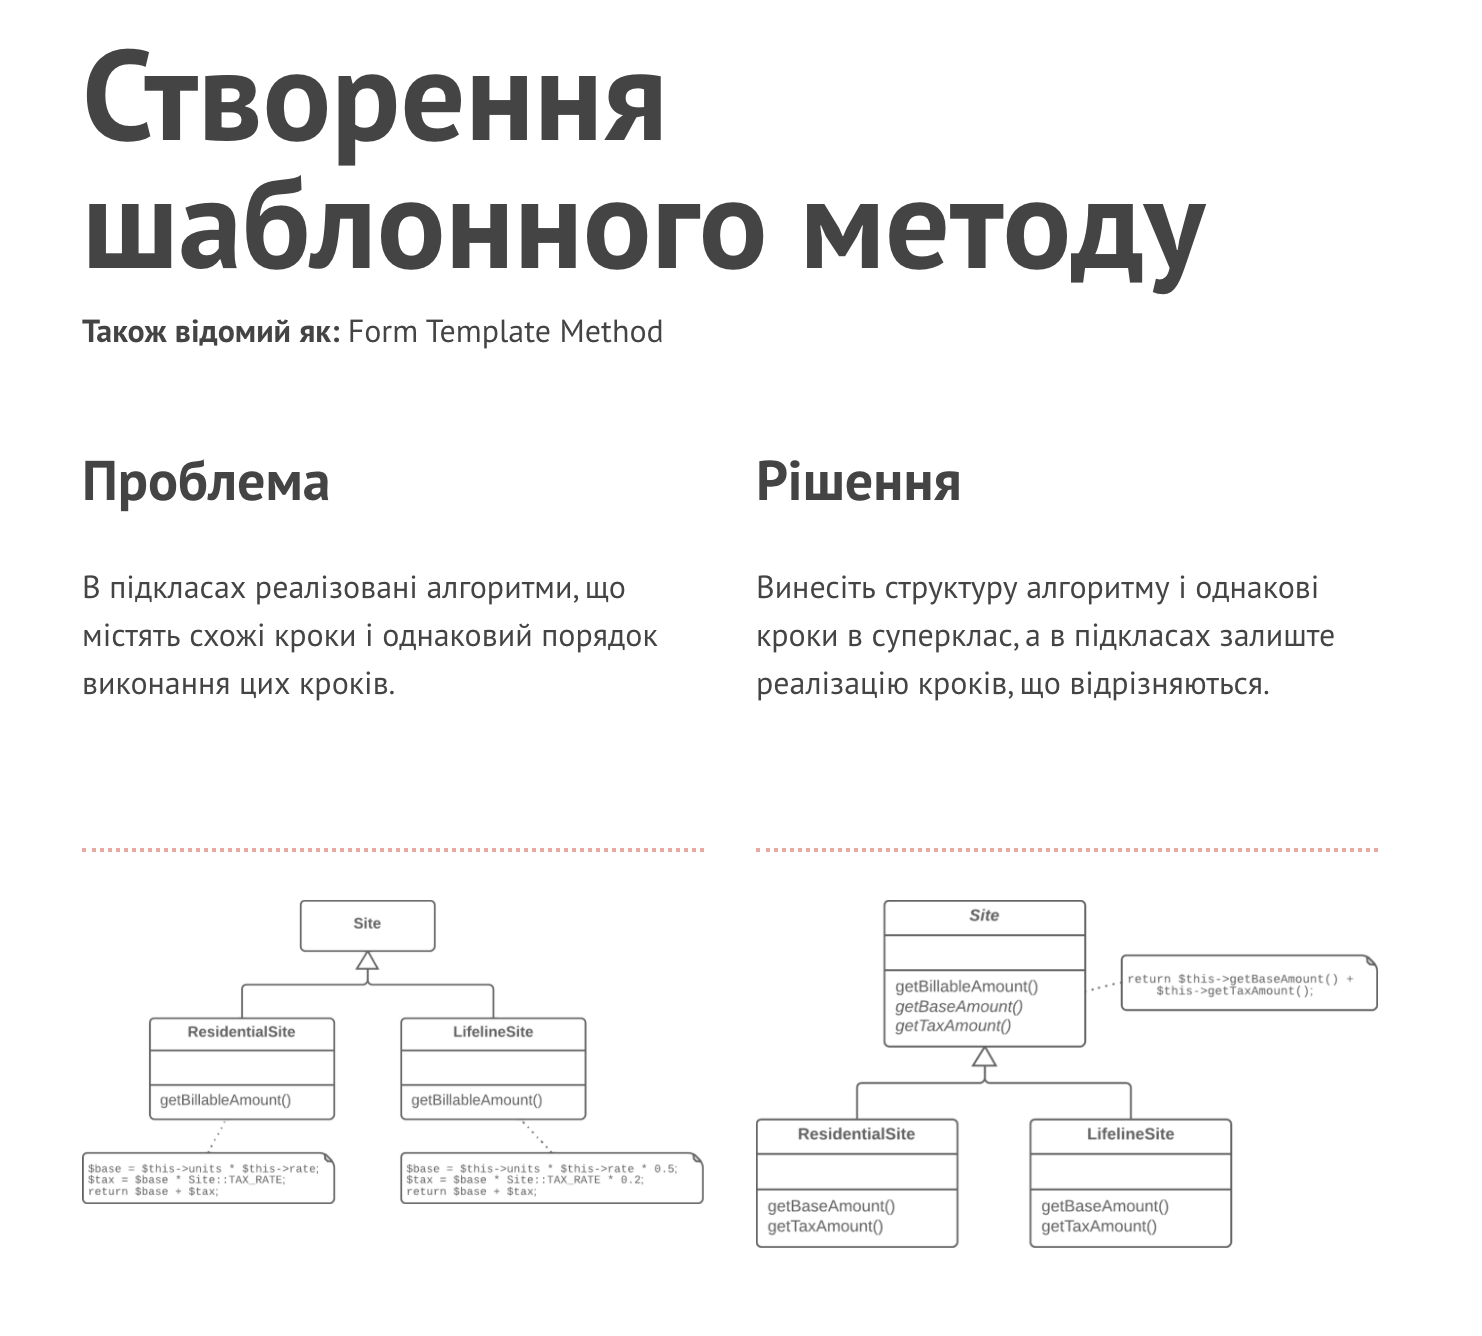 Створення
шаблонного методу
Також відомий як: Form Template Method
Проблема
В підкласах реалізовані алгоритми, що
містять схожі кроки і однаковий порядок
виконання цих кроків.
Рішення
Винесіть структуру алгоритму і однакові
кроки в суперклас, а в підкласах залиште
реалізацію кроків, що відрізняються.
Site
ResidentialSite
getBillableAmount()
LifelineSite
getBillableAmount()
$base = $this->units * $this->rate;
$tax = $base * Site::TAX_RATE;
return $base + $tax;
$base = $this->units * $this->rate * 0.5;
$tax = $base * Site::TAX_RATE * 0.2;
return $base + $tax;
Site
getBillableAmount()
getBaseAmount()
getTaxAmount()
return $this->getBaseAmount() +
$this->getTaxAmount();
ResidentialSite
getBaseAmount()
getTaxAmount()
LifelineSite
getBaseAmount()
getTaxAmount()